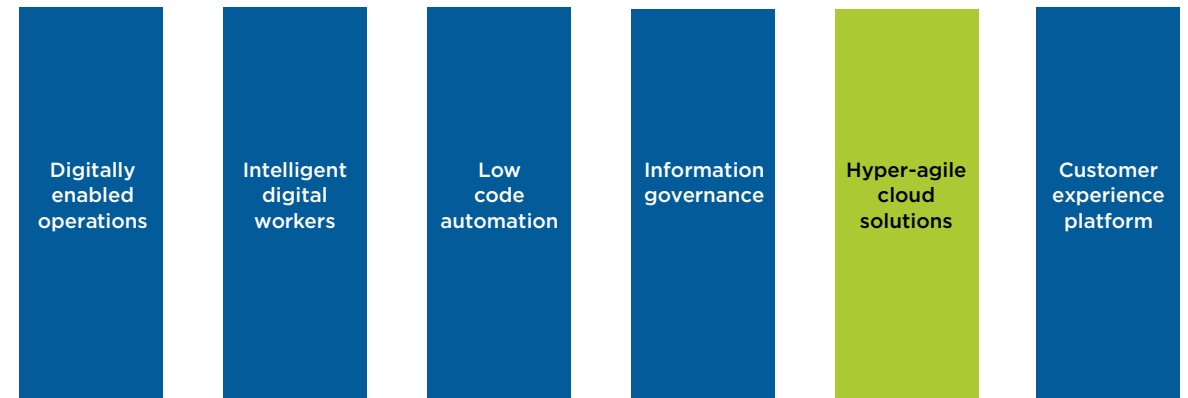 Digitally
enabled
operations
Intelligent
digital
workers
Low
code
automation
Information
governance
Hyper-agile
cloud
solutions
Customer
experience
platform